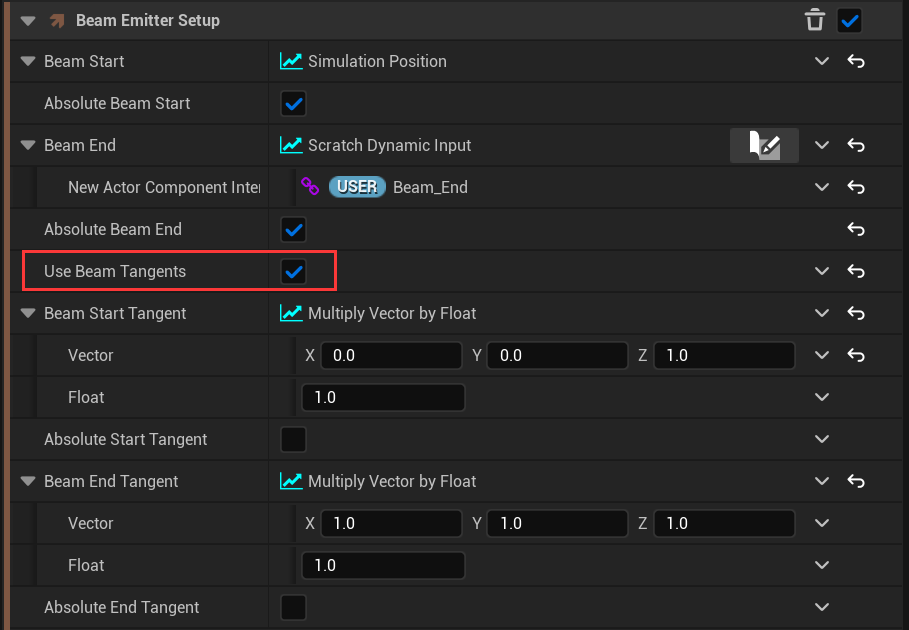 Beam Emitter Setup
Beam Start Simulation Position
Absolute Beam Start
Beam End Scratch Dynamic Input
New Actor Component Inter USER Beam_End
Absolute Beam End
Use Beam Tangents
Beam Start Tangent Multiply Vector by Float
Vector X 0.0 Y 0.0 Z 1.0
Float 1.0
Absolute Start Tangent
Beam End Tangent Multiply Vector by Float
Vector X 1.0 Y 1.0 Z 1.0
Float 1.0
Absolute End Tangent